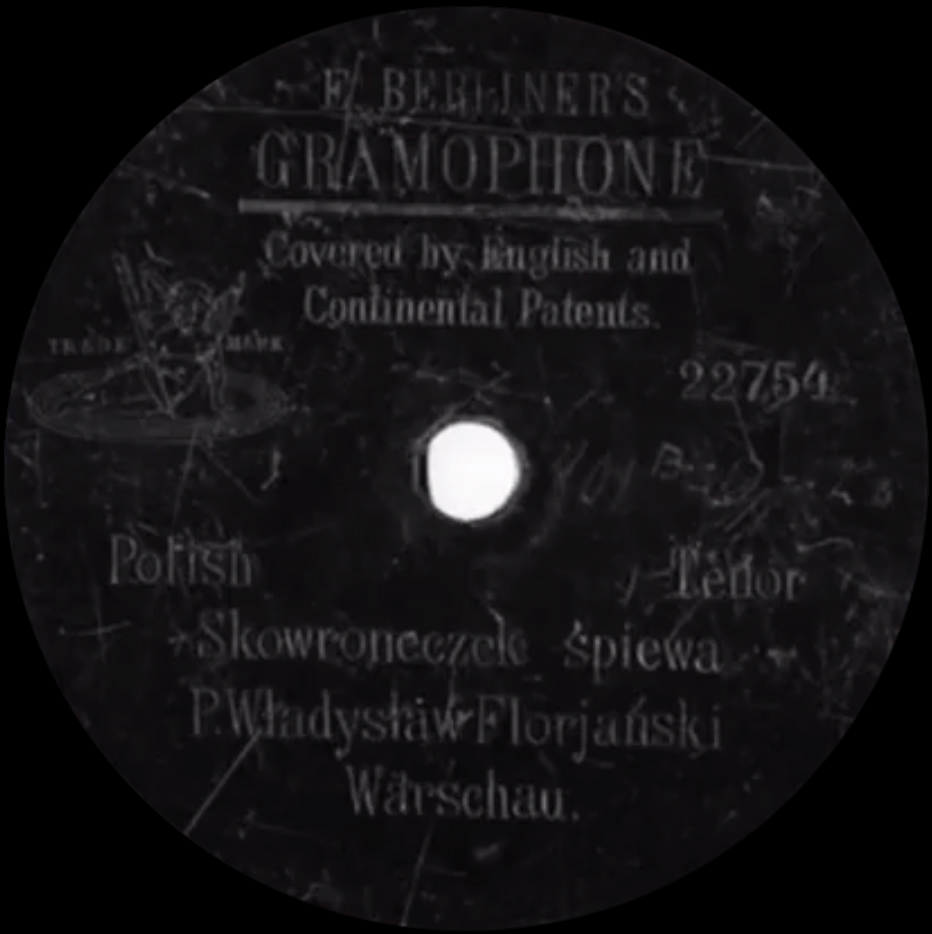 E. BERLINER'S
GRAMOPHONE
Covered by English and
Continental Patents.
TRADE MARK
22754
Polish Tenor
Skowroneczek śpiewa
P. Władysław Florjański
Warschau.